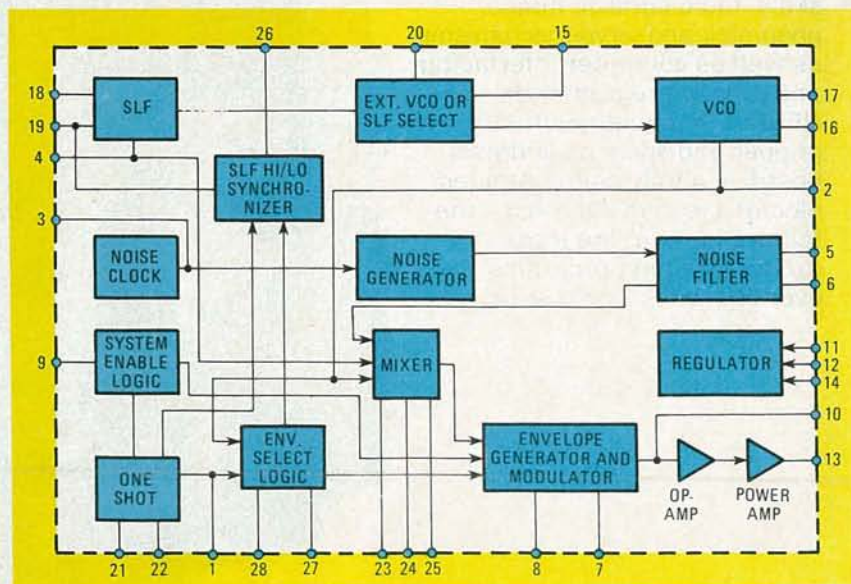 26
20
15
18
SLF
EXT. VCO OR
SLF SELECT
VCO
17
19
16
4
SLF HI/LO
SYNCHRO-
NIZER
2
3
NOISE
CLOCK
NOISE
GENERATOR
NOISE
FILTER
5
6
9
SYSTEM
ENABLE
LOGIC
MIXER
REGULATOR
11
12
14
10
ONE
SHOT
ENV.
SELECT
LOGIC
ENVELOPE
GENERATOR AND
MODULATOR
OP-
AMP
POWER
AMP
13
21
22
1
28
27
23
24
25
8
7